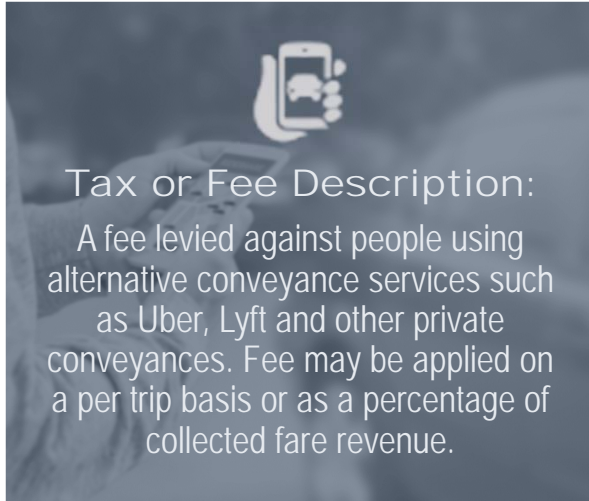 Tax or Fee Description:
A fee levied against people using
alternative conveyance services such
as Uber, Lyft and other private
conveyances. Fee may be applied on
a per trip basis or as a percentage of
collected fare revenue.